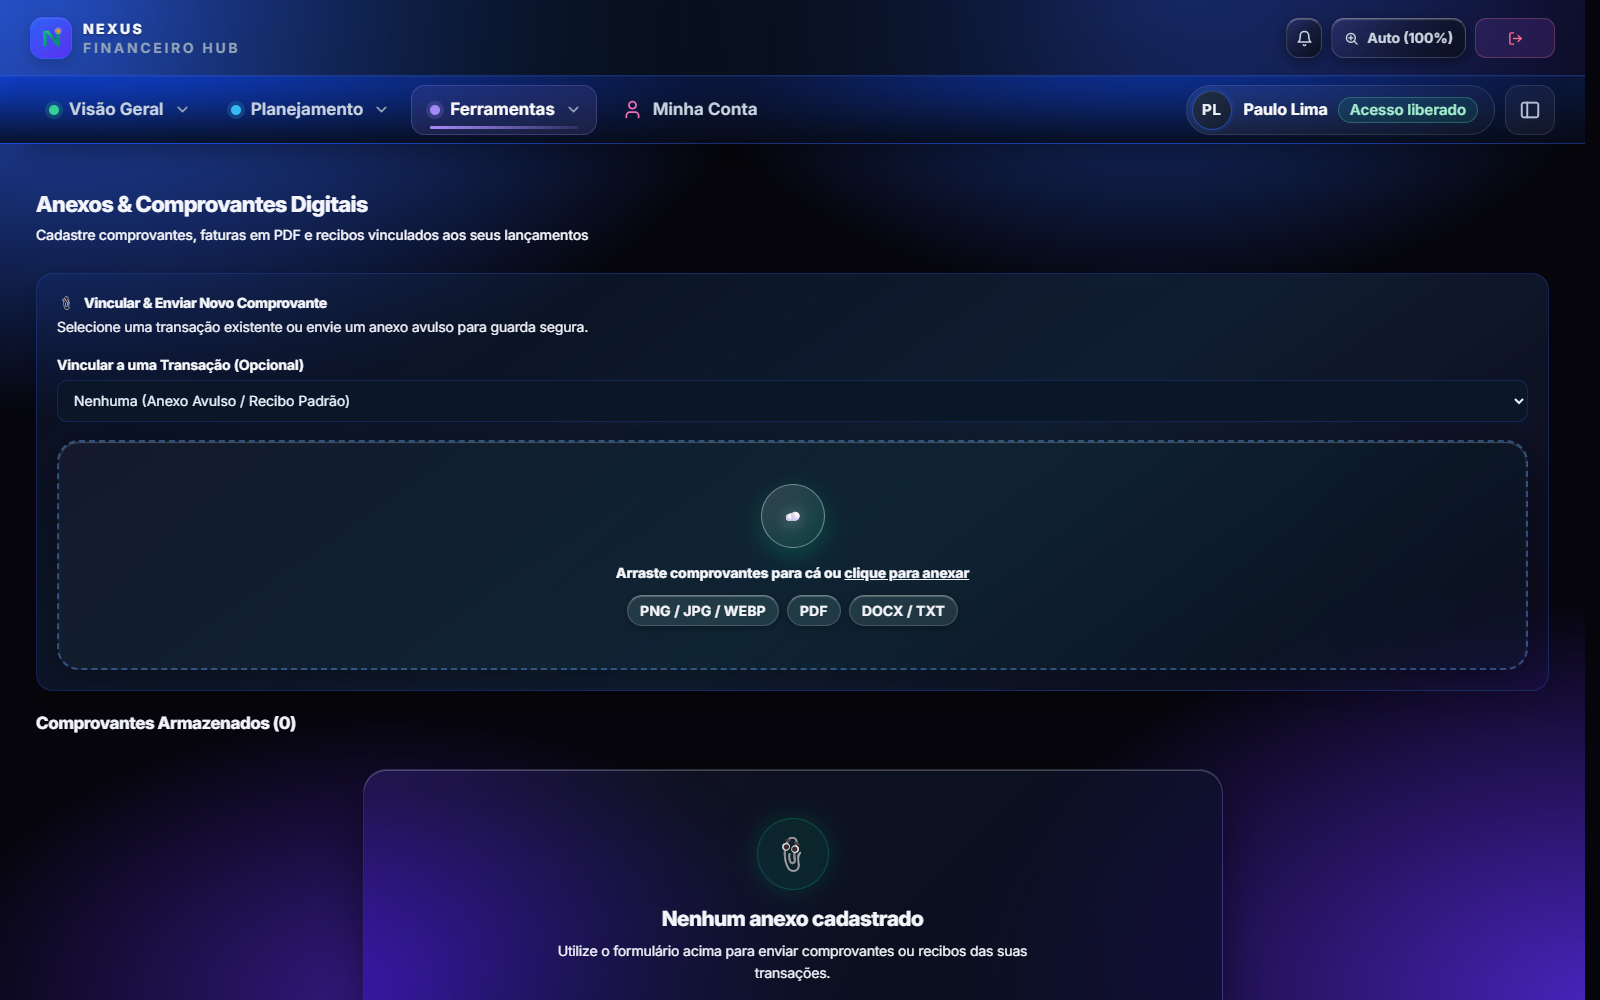 NEXUS
FINANCEIRO HUB
Auto (100%)
Visão Geral
Planejamento
Ferramentas
Minha Conta
PL
Paulo Lima
Acesso liberado
Anexos & Comprovantes Digitais
Cadastre comprovantes, faturas em PDF e recibos vinculados aos seus lançamentos
Vincular & Enviar Novo Comprovante
Selecione uma transação existente ou envie um anexo avulso para guarda segura.
Vincular a uma Transação (Opcional)
Nenhuma (Anexo Avulso / Recibo Padrão)
Arraste comprovantes para cá ou clique para anexar
PNG / JPG / WEBP
PDF
DOCX / TXT
Comprovantes Armazenados (0)
Nenhum anexo cadastrado
Utilize o formulário acima para enviar comprovantes ou recibos das suas
transações.